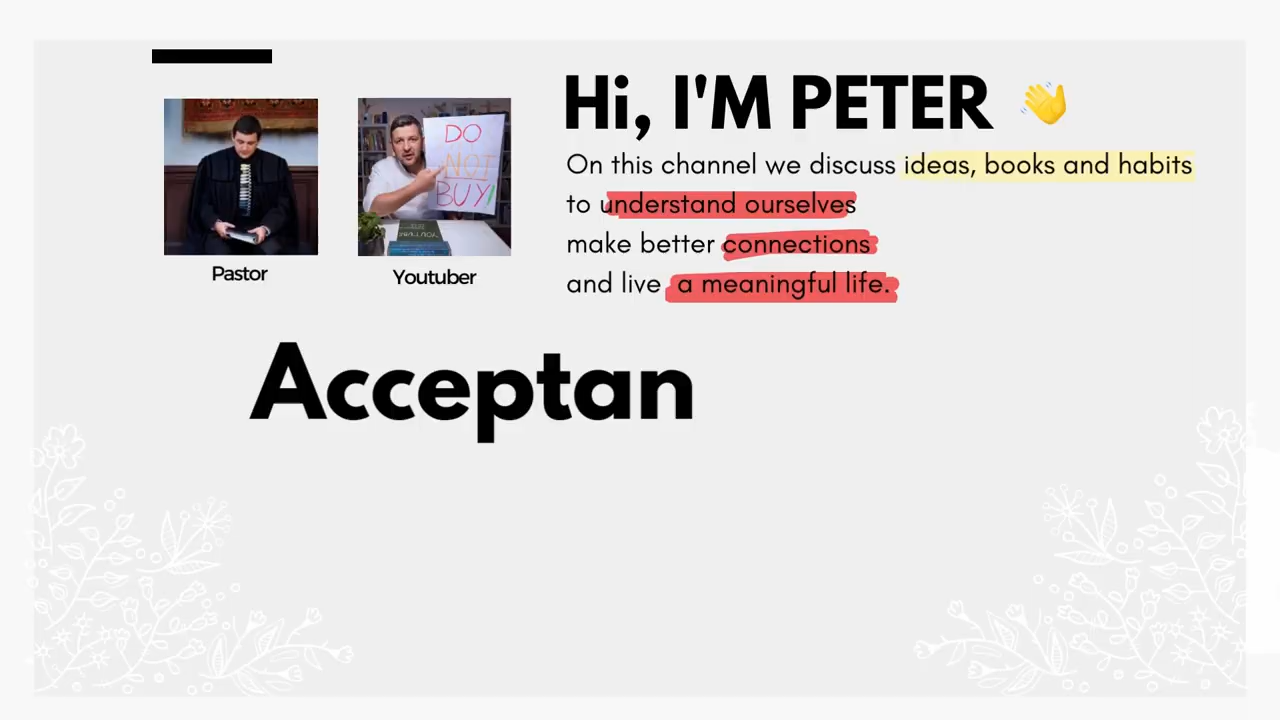 Hi, I'M PETER 👋
On this channel we discuss ideas, books and habits
to understand ourselves
make better connections
and live a meaningful life.
DO
NOT
BUY!
Pastor
Youtuber
Acceptan